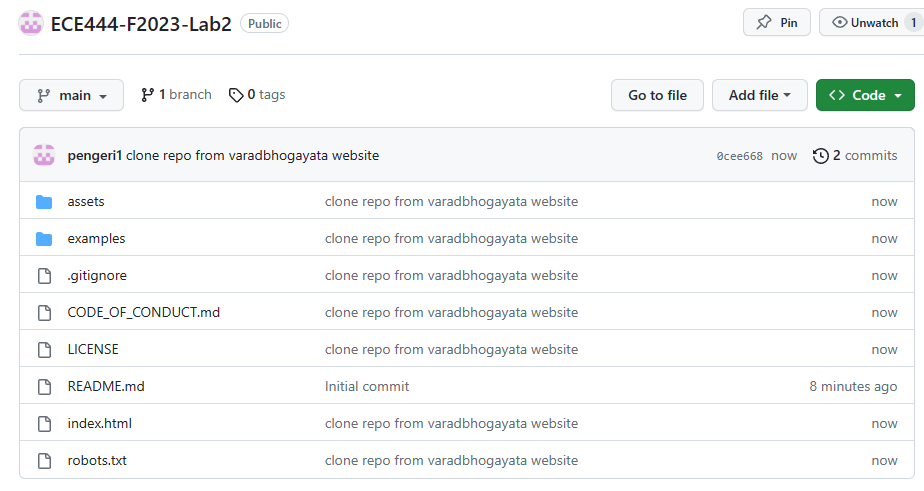 ECE444-F2023-Lab2 Public Pin Unwatch 1
main 1 branch 0 tags Go to file Add file Code
pengeri1 clone repo from varadbhogayata website 0cee668 now 2 commits
assets clone repo from varadbhogayata website now
examples clone repo from varadbhogayata website now
.gitignore clone repo from varadbhogayata website now
CODE_OF_CONDUCT.md clone repo from varadbhogayata website now
LICENSE clone repo from varadbhogayata website now
README.md Initial commit 8 minutes ago
index.html clone repo from varadbhogayata website now
robots.txt clone repo from varadbhogayata website now